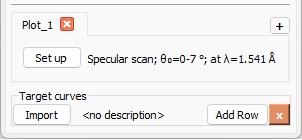 Plot_1 x +
Set up Specular scan; θ₀=0-7 °; at λ=1.541 Å
Target curves
Import <no description> Add Row x